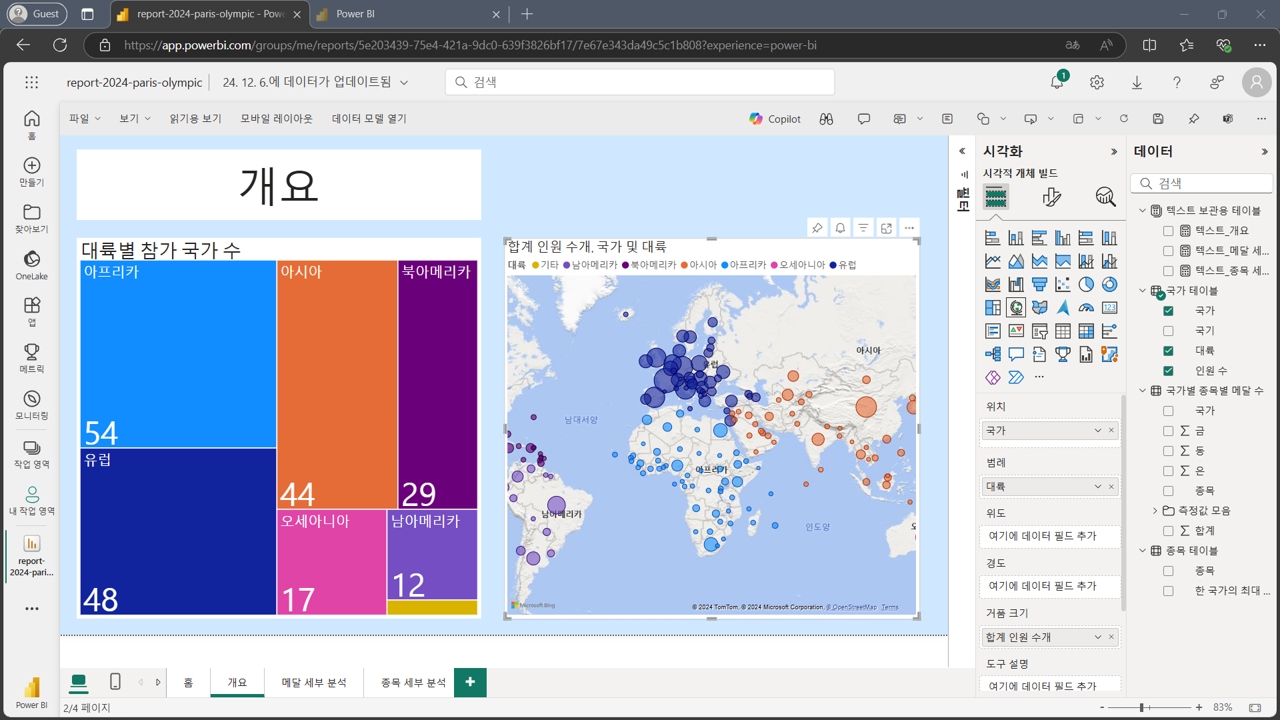 Guest
report-2024-paris-olympic - Powe
Power BI
https://app.powerbi.com/groups/me/reports/5e203439-75e4-421a-9dc0-639f3826bf17/7e67e343da49c5c1b808?experience=power-bi
report-2024-paris-olympic
24. 12. 6.에 데이터가 업데이트됨
검색
1
파일
보기
읽기용 보기
모바일 레이아웃
데이터 모델 열기
Copilot
홈
만들기
찾아보기
OneLake
앱
메트릭
모니터링
작업 영역
내 작업 영역
report-
2024-pari...
Power BI
개요
대륙별 참가 국가 수
아프리카
54
유럽
48
아시아
44
북아메리카
29
오세아니아
17
남아메리카
12
합계 인원 수개, 국가 및 대륙
대륙 기타 남아메리카 북아메리카 아시아 아프리카 오세아니아 유럽
아시아
유럽
북대서양
아프리카
남아메리카
인도양
Microsoft Bing
© 2024 TomTom, © 2024 Microsoft Corporation, © OpenStreetMap Terms
필터
시각화
시각적 개체 빌드
123
위치
국가
범례
대륙
위도
여기에 데이터 필드 추가
경도
여기에 데이터 필드 추가
거품 크기
합계 인원 수개
도구 설명
여기에 데이터 필드 추가
데이터
검색
텍스트 보관용 테이블
텍스트_개요
텍스트_메달 세...
텍스트_종목 세...
국가 테이블
국가
국기
대륙
인원 수
국가별 종목별 메달 수
국가
금
동
은
종목
측정값 모음
합계
종목 테이블
종목
한 국가의 최대 ...
홈
개요
메달 세부 분석
종목 세부 분석
2/4 페이지
83%